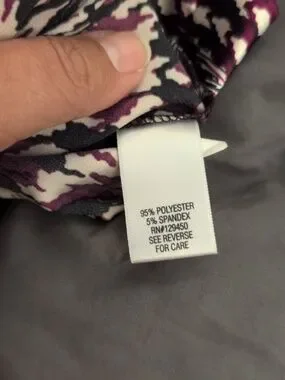 95% POLYESTER
5% SPANDEX
RN#129450
SEE REVERSE
FOR CARE